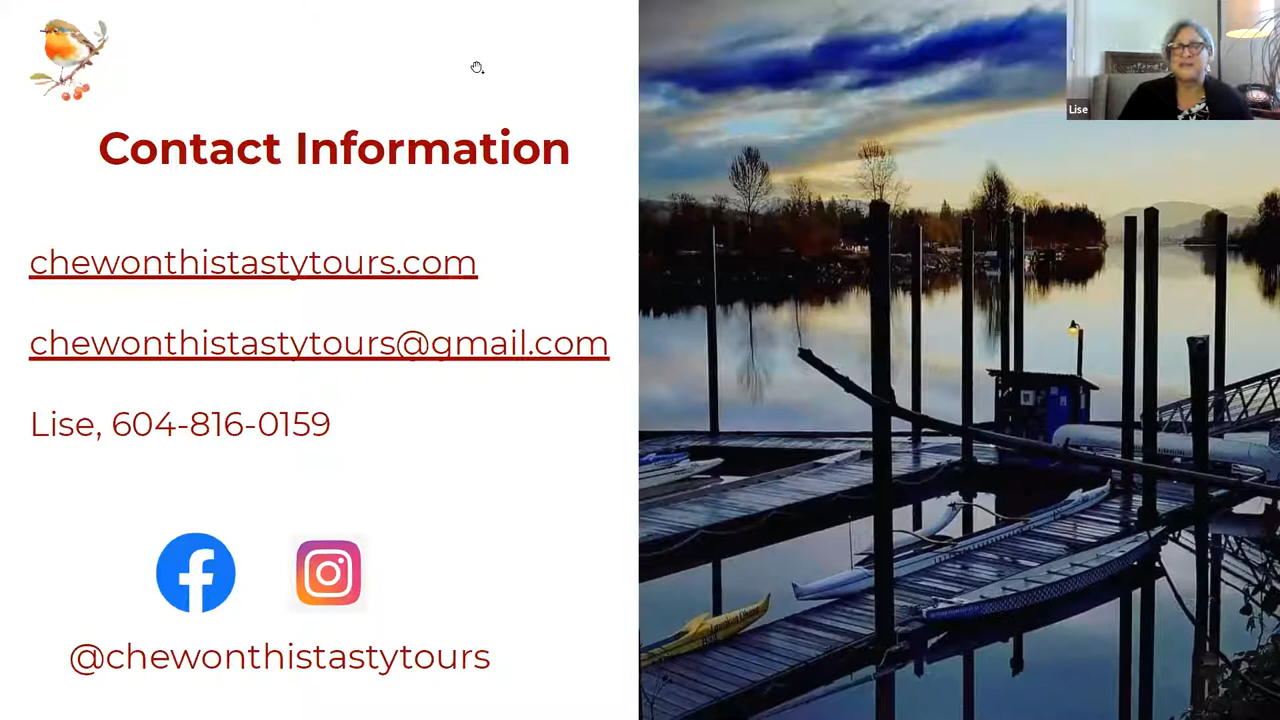 Contact Information
chewonthistastytours.com
chewonthistastytours@gmail.com
Lise, 604-816-0159
@chewonthistastytours
Lise